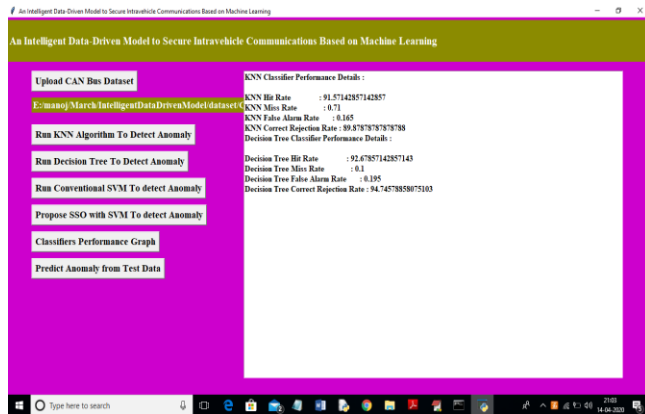 An Intelligent Data-Driven Model to Secure Intravehicle Communications Based on Machine Learning
An Intelligent Data-Driven Model to Secure Intravehicle Communications Based on Machine Learning
Upload CAN Bus Dataset
E:/manoj/March/IntelligentDataDrivenModel/dataset/C
Run KNN Algorithm To Detect Anomaly
Run Decision Tree To Detect Anomaly
Run Conventional SVM To detect Anomaly
Propose SSO with SVM To detect Anomaly
Classifiers Performance Graph
Predict Anomaly from Test Data
KNN Classifier Performance Details :
KNN Hit Rate : 91.57142857142857
KNN Miss Rate : 0.71
KNN False Alarm Rate : 0.165
KNN Correct Rejection Rate : 89.87878787878788
Decision Tree Classifier Performance Details :
Decision Tree Hit Rate : 92.67857142857143
Decision Tree Miss Rate : 0.1
Decision Tree False Alarm Rate : 0.195
Decision Tree Correct Rejection Rate : 94.74578858075103
Type here to search
21:03
14-04-2020